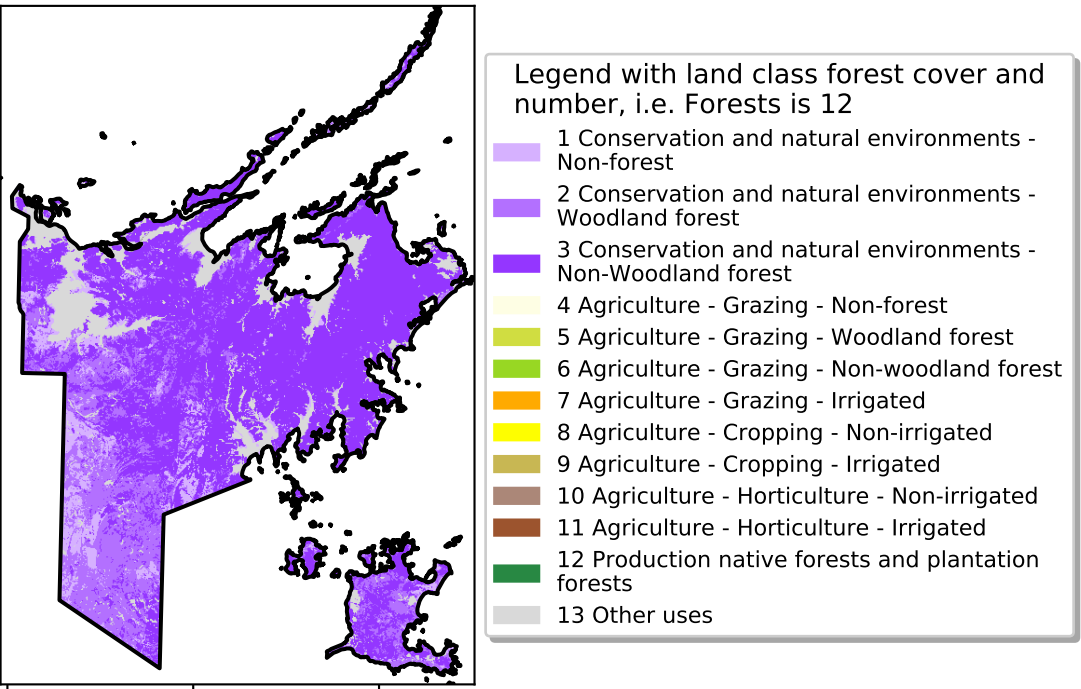 Legend with land class forest cover and
number, i.e. Forests is 12
1 Conservation and natural environments -
Non-forest
2 Conservation and natural environments -
Woodland forest
3 Conservation and natural environments -
Non-Woodland forest
4 Agriculture - Grazing - Non-forest
5 Agriculture - Grazing - Woodland forest
6 Agriculture - Grazing - Non-woodland forest
7 Agriculture - Grazing - Irrigated
8 Agriculture - Cropping - Non-irrigated
9 Agriculture - Cropping - Irrigated
10 Agriculture - Horticulture - Non-irrigated
11 Agriculture - Horticulture - Irrigated
12 Production native forests and plantation
forests
13 Other uses